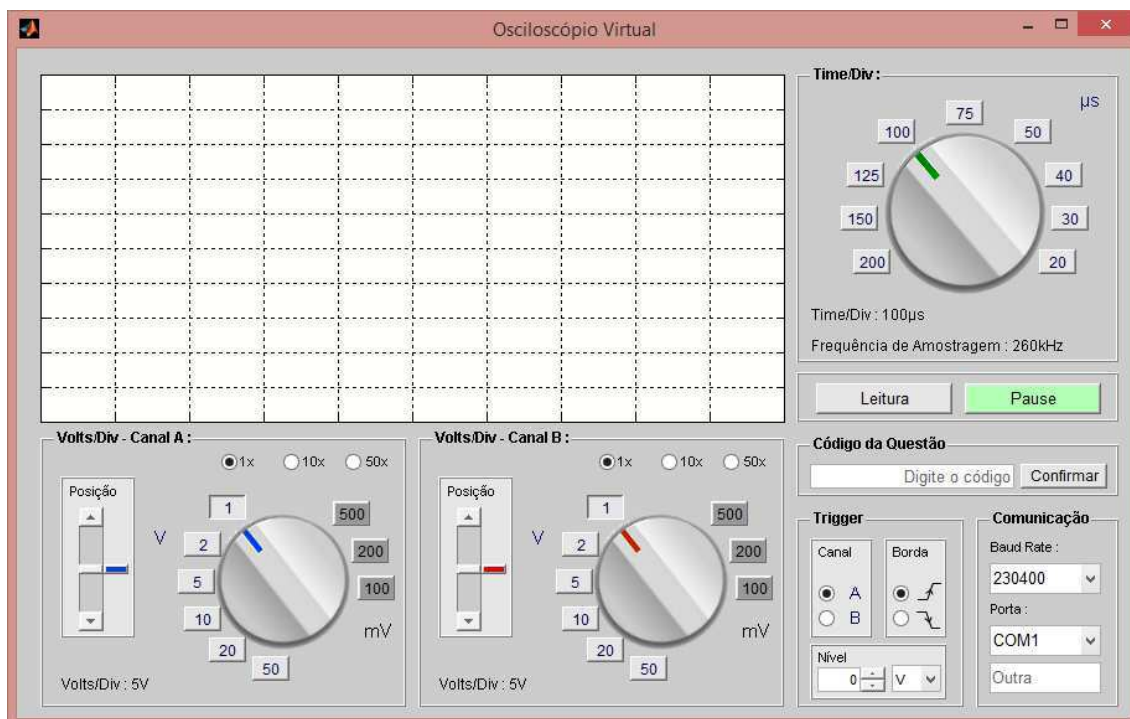 Osciloscópio Virtual
Time/Div :
µs
75
100
50
125
40
150
30
200
20
Time/Div : 100µs
Frequência de Amostragem : 260kHz
Leitura
Pause
Volts/Div - Canal A :
1x
10x
50x
Posição
V
1
2
5
10
20
50
500
200
100
mV
Volts/Div : 5V
Volts/Div - Canal B :
1x
10x
50x
Posição
V
1
2
5
10
20
50
500
200
100
mV
Volts/Div : 5V
Código da Questão
Digite o código
Confirmar
Trigger
Canal
A
B
Borda
Nível
0
V
Comunicação
Baud Rate :
230400
Porta :
COM1
Outra